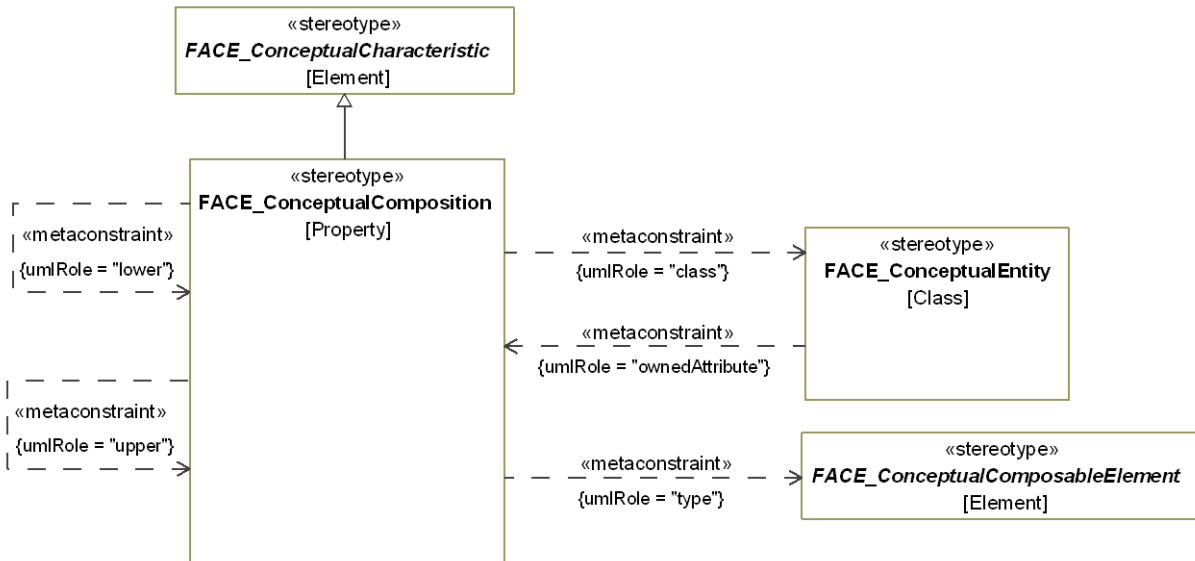 «stereotype»
FACE_ConceptualCharacteristic
[Element]
«stereotype»
FACE_ConceptualComposition
[Property]
«metaconstraint»
{umlRole = "lower"}
«metaconstraint»
{umlRole = "upper"}
«metaconstraint»
{umlRole = "class"}
«metaconstraint»
{umlRole = "ownedAttribute"}
«metaconstraint»
{umlRole = "type"}
«stereotype»
FACE_ConceptualEntity
[Class]
«stereotype»
FACE_ConceptualComposableElement
[Element]